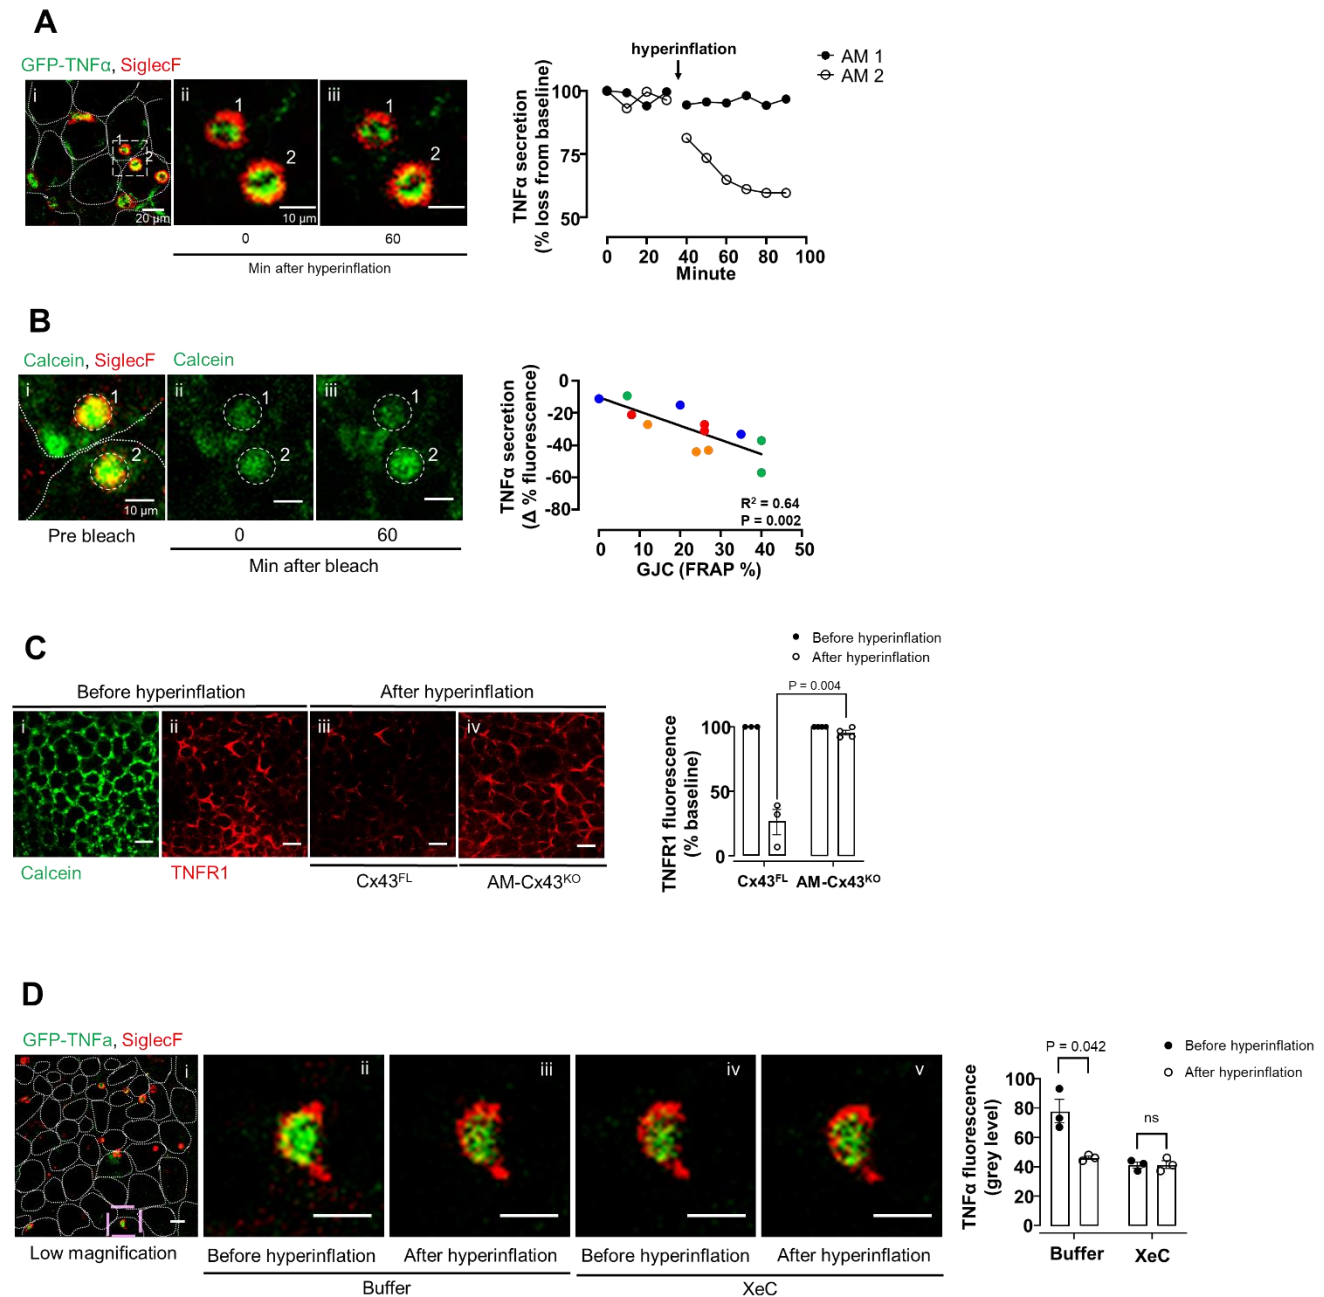 A
GFP-TNFα, SiglecF
i
ii
iii
1
2
1
2
1
2
20 µm
10 µm
0
60
Min after hyperinflation
hyperinflation
AM 1
AM 2
TNFα secretion
(% loss from baseline)
100
75
50
0 20 40 60 80 100
Minute
B
Calcein, SiglecF
Calcein
i
ii
iii
1
2
1
2
1
2
10 µm
Pre bleach
0
60
Min after bleach
TNFα secretion
(Δ % fluorescence)
0
-20
-40
-60
-80
R² = 0.64
P = 0.002
0 10 20 30 40 50
GJC (FRAP %)
C
Before hyperinflation
After hyperinflation
i
ii
iii
iv
Calcein
TNFR1
Cx43FL
AM-Cx43KO
Before hyperinflation
After hyperinflation
P = 0.004
TNFR1 fluorescence
(% baseline)
100
50
0
Cx43FL AM-Cx43KO
D
GFP-TNFa, SiglecF
i
ii
iii
iv
v
Low magnification
Before hyperinflation
After hyperinflation
Before hyperinflation
After hyperinflation
Buffer
XeC
P = 0.042
Before hyperinflation
After hyperinflation
ns
TNFα fluorescence
(grey level)
100
80
60
40
20
0
Buffer
XeC